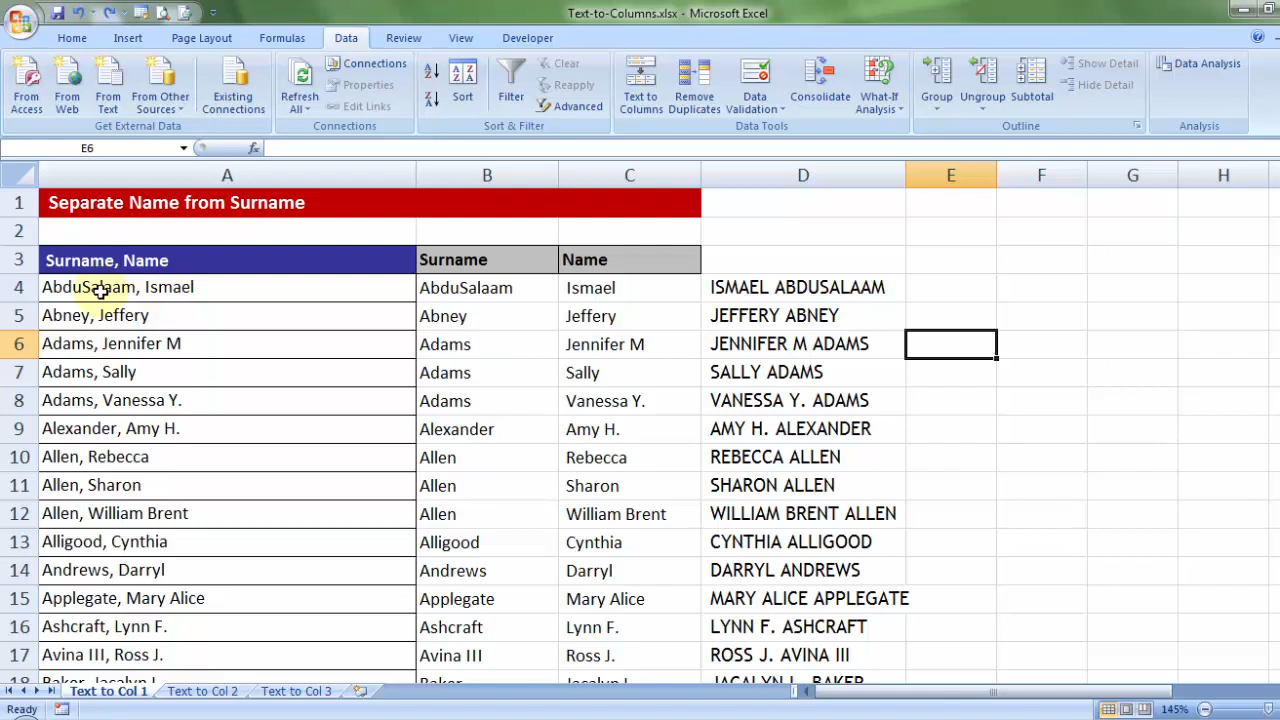 Text-to-Columns.xlsx - Microsoft Excel
Home Insert Page Layout Formulas Data Review View Developer
From Access
From Web
From Text
From Other Sources
Existing Connections
Get External Data
Refresh All
Connections
Properties
Edit Links
Connections
Sort
Filter
Clear
Reapply
Advanced
Sort & Filter
Text to Columns
Remove Duplicates
Data Validation
Consolidate
What-If Analysis
Data Tools
Group
Ungroup
Subtotal
Show Detail
Hide Detail
Outline
Data Analysis
Analysis
E6 fx
A B C D E F G H
1 Separate Name from Surname
2
3 Surname, Name Surname Name
4 AbduSalaam, Ismael AbduSalaam Ismael ISMAEL ABDUSALAAM
5 Abney, Jeffery Abney Jeffery JEFFERY ABNEY
6 Adams, Jennifer M Adams Jennifer M JENNIFER M ADAMS
7 Adams, Sally Adams Sally SALLY ADAMS
8 Adams, Vanessa Y. Adams Vanessa Y. VANESSA Y. ADAMS
9 Alexander, Amy H. Alexander Amy H. AMY H. ALEXANDER
10 Allen, Rebecca Allen Rebecca REBECCA ALLEN
11 Allen, Sharon Allen Sharon SHARON ALLEN
12 Allen, William Brent Allen William Brent WILLIAM BRENT ALLEN
13 Alligood, Cynthia Alligood Cynthia CYNTHIA ALLIGOOD
14 Andrews, Darryl Andrews Darryl DARRYL ANDREWS
15 Applegate, Mary Alice Applegate Mary Alice MARY ALICE APPLEGATE
16 Ashcraft, Lynn F. Ashcraft Lynn F. LYNN F. ASHCRAFT
17 Avina III, Ross J. Avina III Ross J. ROSS J. AVINA III
18 Baker, Jacalyn L. Baker Jacalyn L. JACALYN L. BAKER
Text to Col 1 Text to Col 2 Text to Col 3
Ready 145%